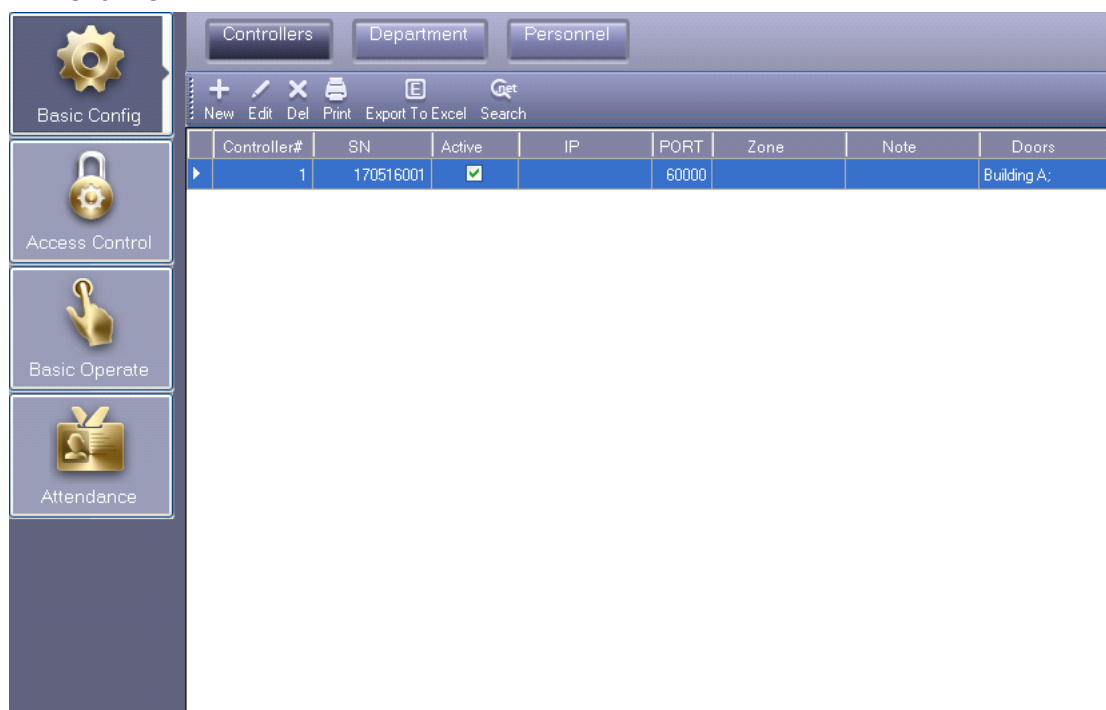 Controllers Department Personnel
Basic Config
New Edit Del Print Export To Excel Search
E net
Controller# SN Active IP PORT Zone Note Doors
1 170516001 60000 Building A;
Access Control
Basic Operate
Attendance